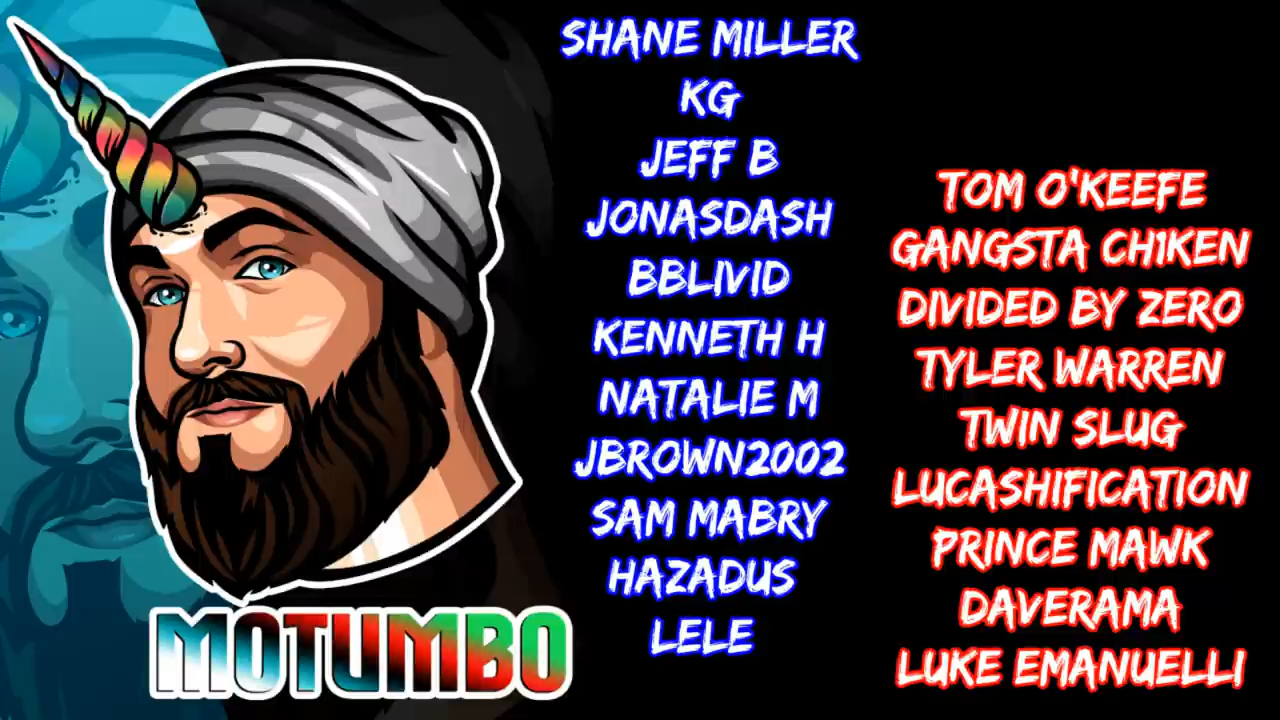 SHANE MILLER
KG
JEFF B
JONASDASH
BBLIVID
KENNETH H
NATALIE M
JBROWN2002
SAM MABRY
HAZADUS
LELE
TOM O'KEEFE
GANGSTA CH1KEN
DIVIDED BY ZERO
TYLER WARREN
TWIN SLUG
LUCASHIFICATION
PRINCE MAWK
DAVERAMA
LUKE EMANUELLI
MOTUMBO